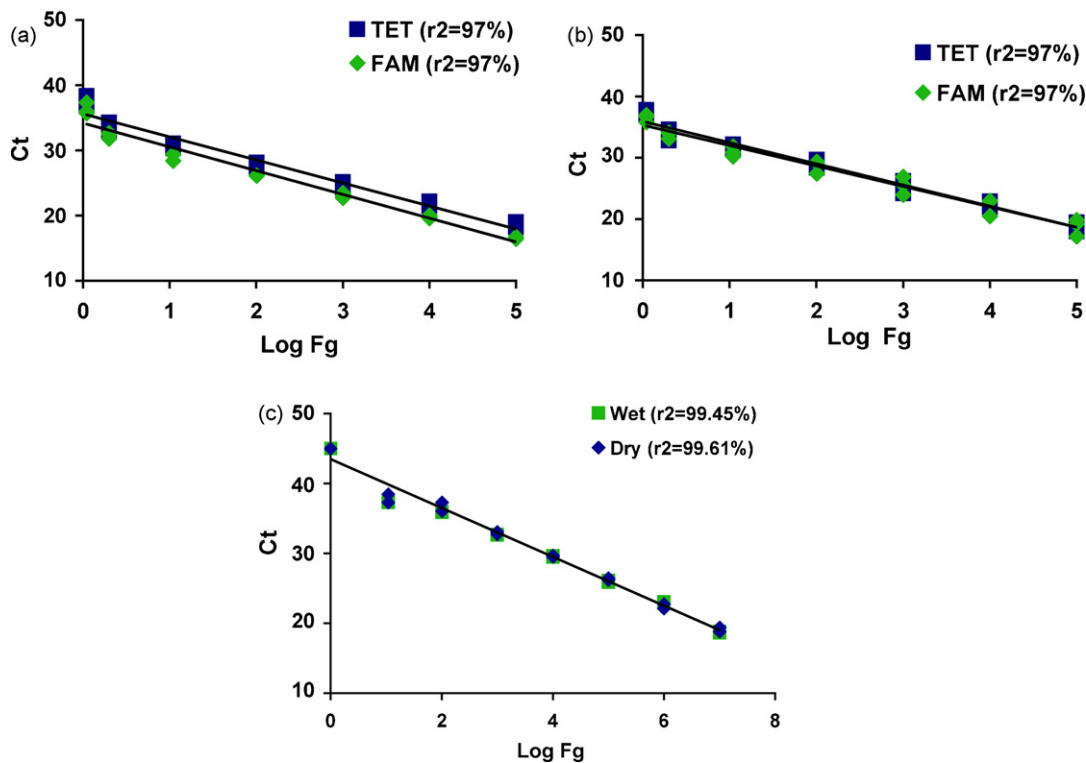 (a)
50
TET (r2=97%)
FAM (r2=97%)
40
30
20
10
Ct
0 1 2 3 4 5
Log Fg
(b)
50
TET (r2=97%)
FAM (r2=97%)
40
30
20
10
Ct
0 1 2 3 4 5
Log Fg
(c)
50
Wet (r2=99.45%)
Dry (r2=99.61%)
40
30
20
10
Ct
0 2 4 6 8
Log Fg